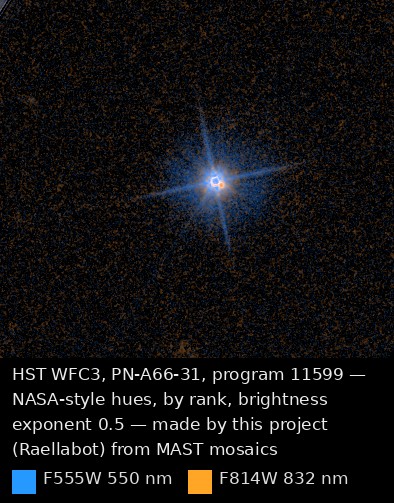 HST WFC3, PN-A66-31, program 11599 —
NASA-style hues, by rank, brightness
exponent 0.5 — made by this project
(Raellabot) from MAST mosaics
F555W 550 nm F814W 832 nm